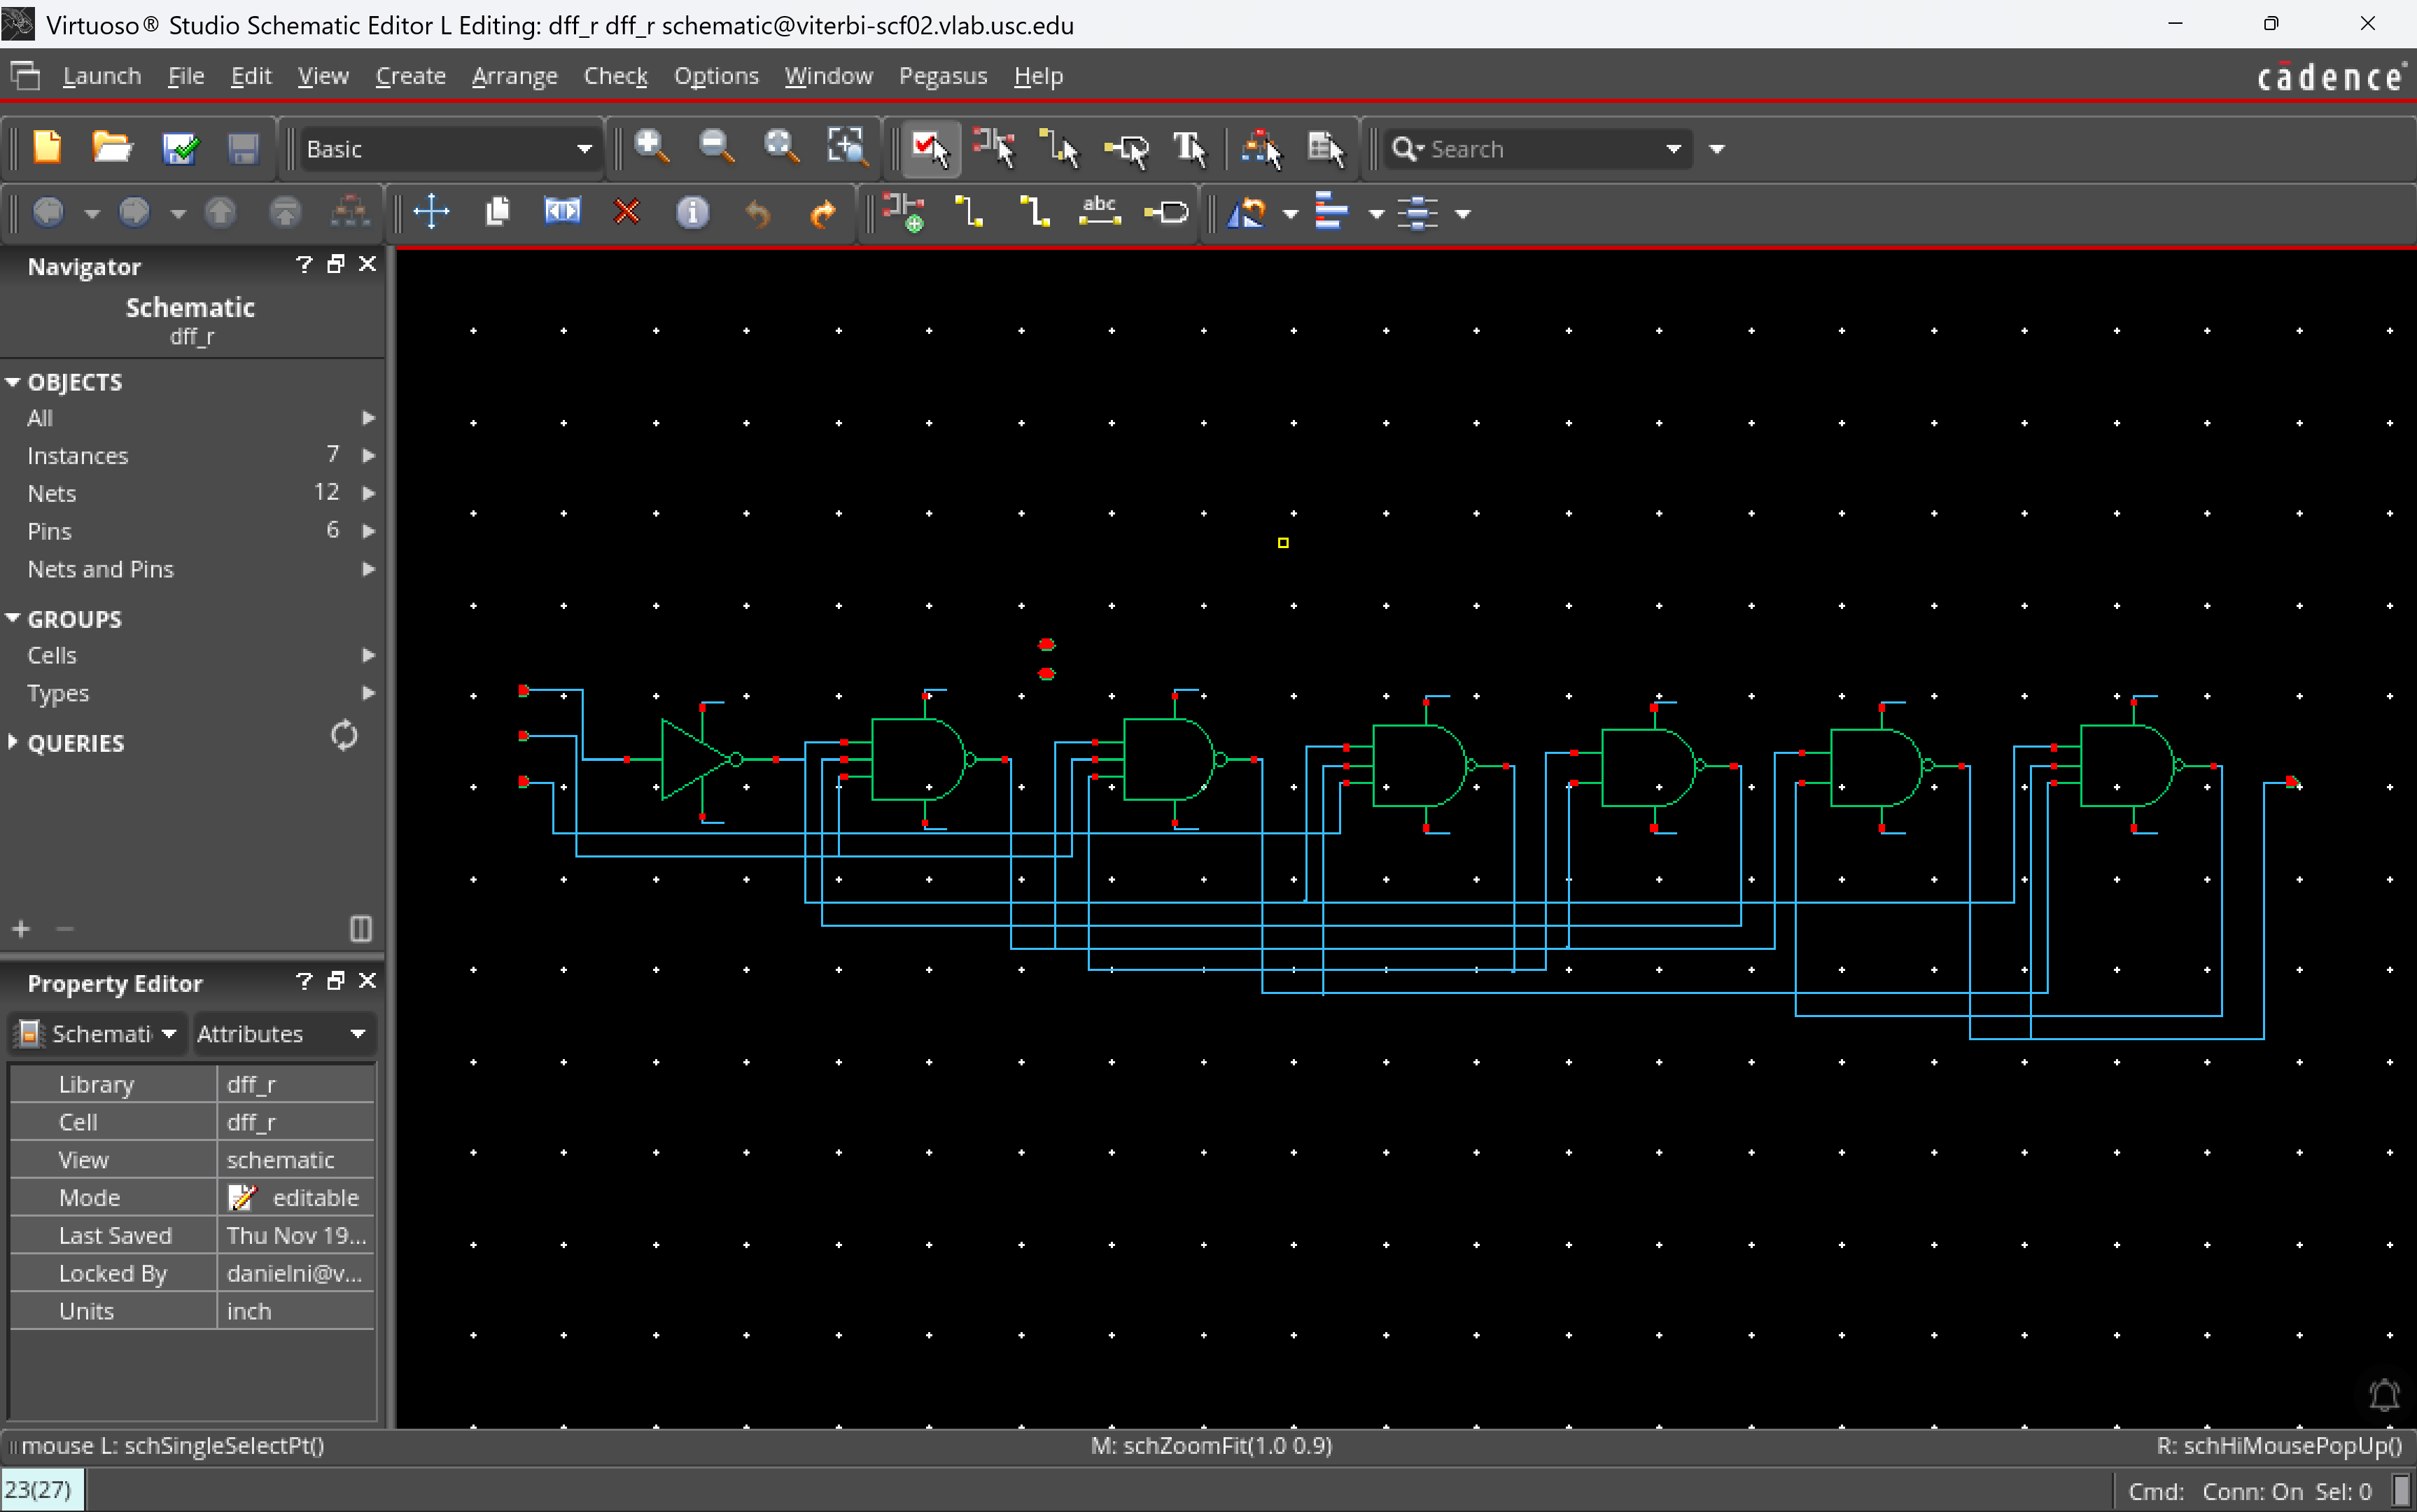 Virtuoso® Studio Schematic Editor L Editing: dff_r dff_r schematic@viterbi-scf02.vlab.usc.edu
Launch File Edit View Create Arrange Check Options Window Pegasus Help
cādence
Basic
Search
abc
Navigator
Schematic
dff_r
OBJECTS
All
Instances 7
Nets 12
Pins 6
Nets and Pins
GROUPS
Cells
Types
QUERIES
Property Editor
Schemati Attributes
Library dff_r
Cell dff_r
View schematic
Mode editable
Last Saved Thu Nov 19...
Locked By danielni@v...
Units inch
mouse L: schSingleSelectPt() M: schZoomFit(1.0 0.9) R: schHiMousePopUp()
23(27) Cmd: Conn: On Sel: 0